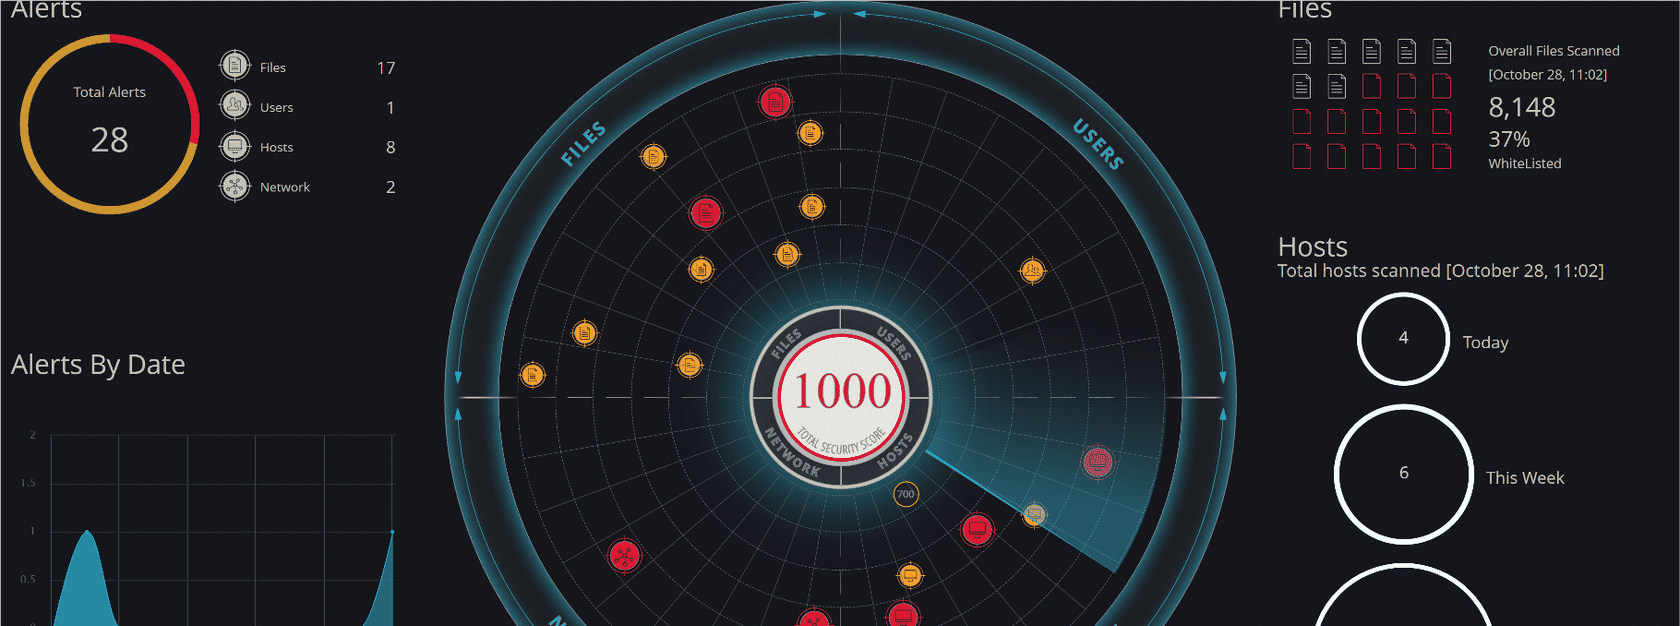 Alerts
Total Alerts
28
Files 17
Users 1
Hosts 8
Network 2
Alerts By Date
2
1.5
1
0.5
FILES
USERS
FILES
USERS
1000
TOTAL SECURITY SCORE
NETWORK
HOSTS
700
N
Files
Overall Files Scanned
[October 28, 11:02]
8,148
37%
WhiteListed
Hosts
Total hosts scanned [October 28, 11:02]
4 Today
6 This Week